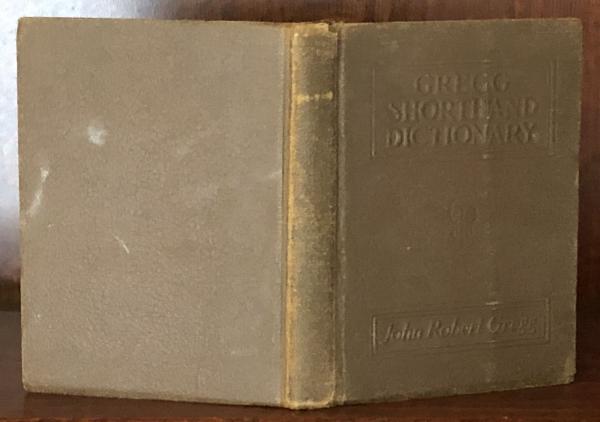 GREGG
SHORTHAND
DICTIONARY
John Robert Gregg